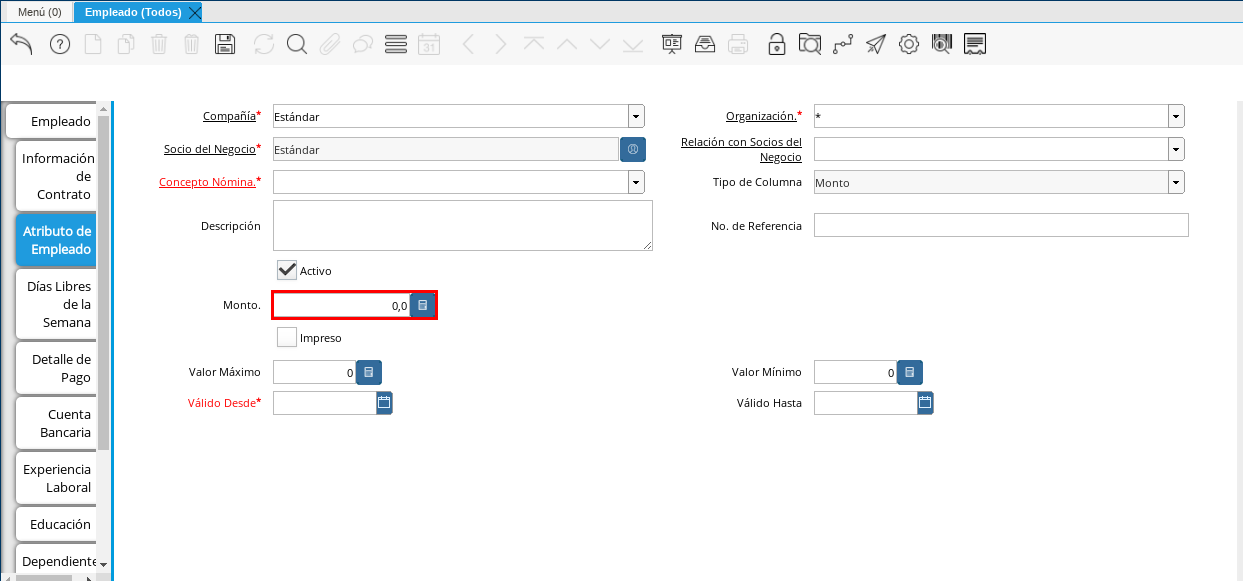 Menú (0)
Empleado (Todos)
31
Empleado
Información
de
Contrato
Atributo de
Empleado
Días Libres
de la
Semana
Detalle de
Pago
Cuenta
Bancaria
Experiencia
Laboral
Educación
Dependiente
Compañía*
Estándar
Organización.*
*
Socio del Negocio*
Estándar
Relación con Socios del
Negocio
Concepto Nómina.*
Tipo de Columna
Monto
Descripción
No. de Referencia
Activo
Monto.
0,0
Impreso
Valor Máximo
0
Valor Mínimo
0
Válido Desde*
Válido Hasta